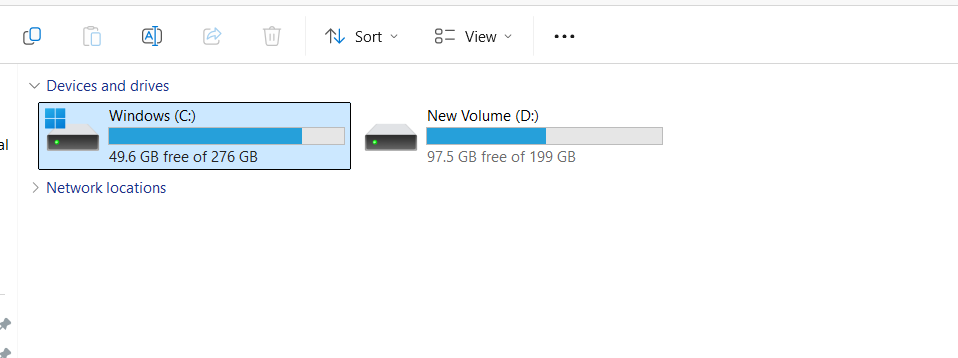 Sort
View
Devices and drives
Windows (C:)
49.6 GB free of 276 GB
New Volume (D:)
97.5 GB free of 199 GB
Network locations
al